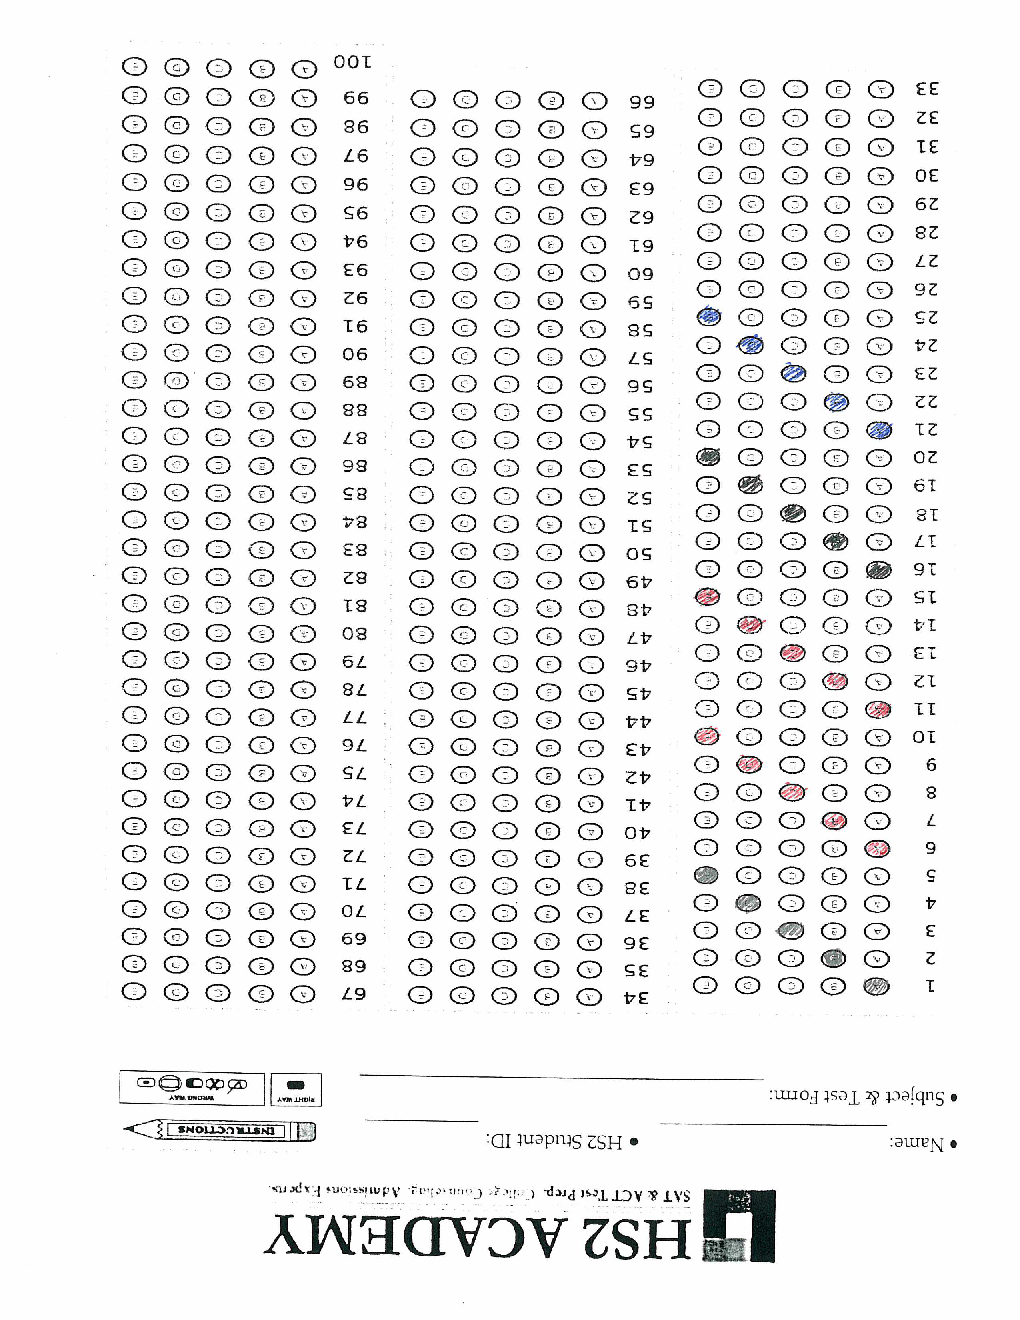 HS2 ACADEMY
SAT & ACT Test Prep. College Counseling. Admissions Experts.
• Name: • HS2 Student ID: INSTRUCTIONS
• Subject & Test Form: RIGHT WAY WRONG WAY
1 B C D E 34 A B C D E 67 A B C D E
2 A C D E 35 A B C D E 68 A B C D E
3 A B D E 36 A B C D E 69 A B C D E
4 A B C E 37 A B C D E 70 A B C D E
5 A B C D 38 A B C D E 71 A B C D E
6 B C D E 39 A B C D E 72 A B C D E
7 A C D E 40 A B C D E 73 A B C D E
8 A B D E 41 A B C D E 74 A B C D E
9 A B C E 42 A B C D E 75 A B C D E
10 A B C D 43 A B C D E 76 A B C D E
11 B C D E 44 A B C D E 77 A B C D E
12 A C D E 45 A B C D E 78 A B C D E
13 A B D E 46 A B C D E 79 A B C D E
14 A B C E 47 A B C D E 80 A B C D E
15 A B C D 48 A B C D E 81 A B C D E
16 B C D E 49 A B C D E 82 A B C D E
17 A C D E 50 A B C D E 83 A B C D E
18 A B D E 51 A B C D E 84 A B C D E
19 A B C E 52 A B C D E 85 A B C D E
20 A B C D 53 A B C D E 86 A B C D E
21 B C D E 54 A B C D E 87 A B C D E
22 A C D E 55 A B C D E 88 A B C D E
23 A B D E 56 A B C D E 89 A B C D E
24 A B C E 57 A B C D E 90 A B C D E
25 A B C D 58 A B C D E 91 A B C D E
26 A B C D E 59 A B C D E 92 A B C D E
27 A B C D E 60 A B C D E 93 A B C D E
28 A B C D E 61 A B C D E 94 A B C D E
29 A B C D E 62 A B C D E 95 A B C D E
30 A B C D E 63 A B C D E 96 A B C D E
31 A B C D E 64 A B C D E 97 A B C D E
32 A B C D E 65 A B C D E 98 A B C D E
33 A B C D E 66 A B C D E 99 A B C D E
100 A B C D E